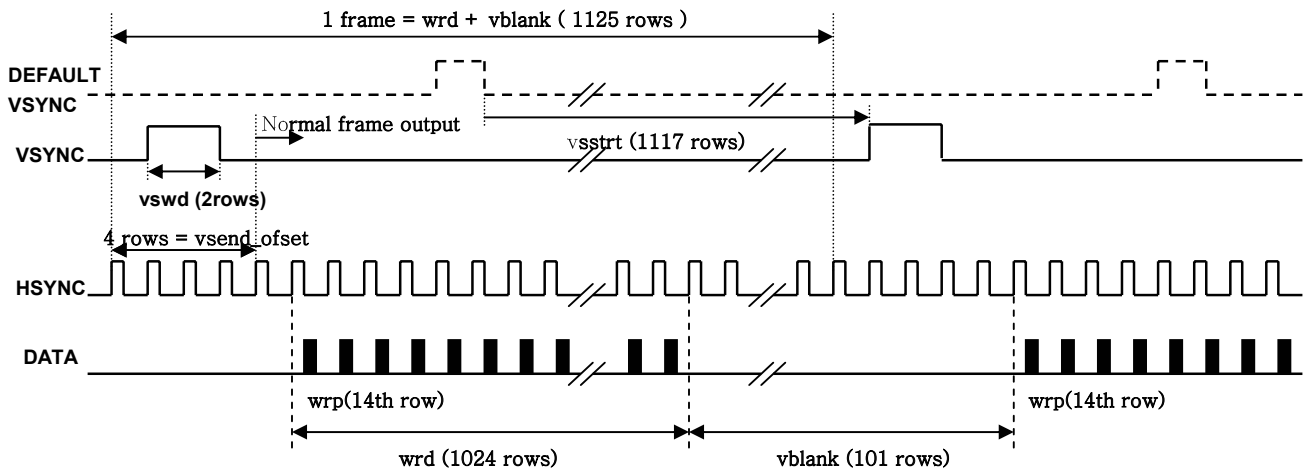 1 frame = wrd + vblank ( 1125 rows )
DEFAULT
VSYNC
Normal frame output
vsstrt (1117 rows)
VSYNC
vswd (2rows)
4 rows = vsend_ofset
HSYNC
DATA
wrp(14th row)
wrp(14th row)
wrd (1024 rows)
vblank (101 rows)